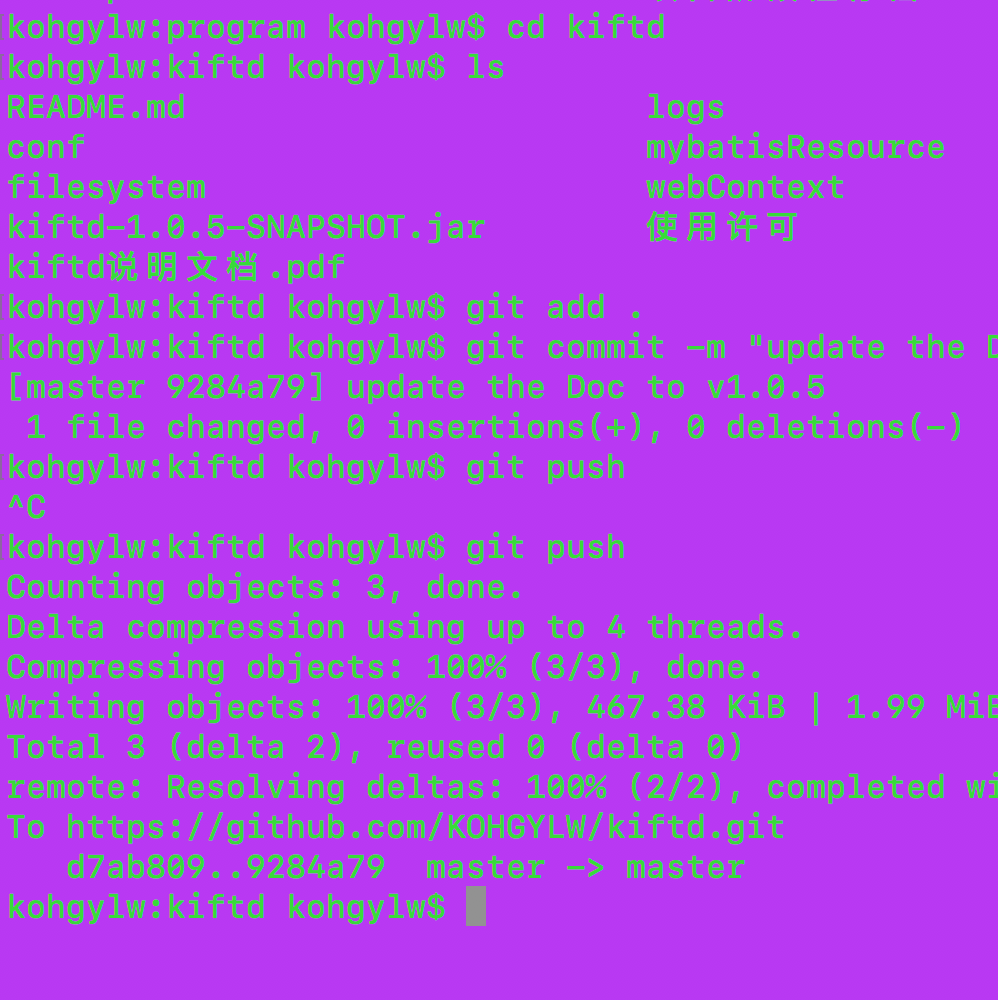 kohgylw:program kohgylw$ cd kiftd
kohgylw:kiftd kohgylw$ ls
README.md logs
conf mybatisResource
filesystem webContext
kiftd-1.0.5-SNAPSHOT.jar 使用许可
kiftd说明文档.pdf
kohgylw:kiftd kohgylw$ git add .
kohgylw:kiftd kohgylw$ git commit -m "update the D
[master 9284a79] update the Doc to v1.0.5
1 file changed, 0 insertions(+), 0 deletions(-)
kohgylw:kiftd kohgylw$ git push
^C
kohgylw:kiftd kohgylw$ git push
Counting objects: 3, done.
Delta compression using up to 4 threads.
Compressing objects: 100% (3/3), done.
Writing objects: 100% (3/3), 467.38 KiB | 1.99 MiB
Total 3 (delta 2), reused 0 (delta 0)
remote: Resolving deltas: 100% (2/2), completed wi
To https://github.com/KOHGYLW/kiftd.git
d7ab809..9284a79 master -> master
kohgylw:kiftd kohgylw$